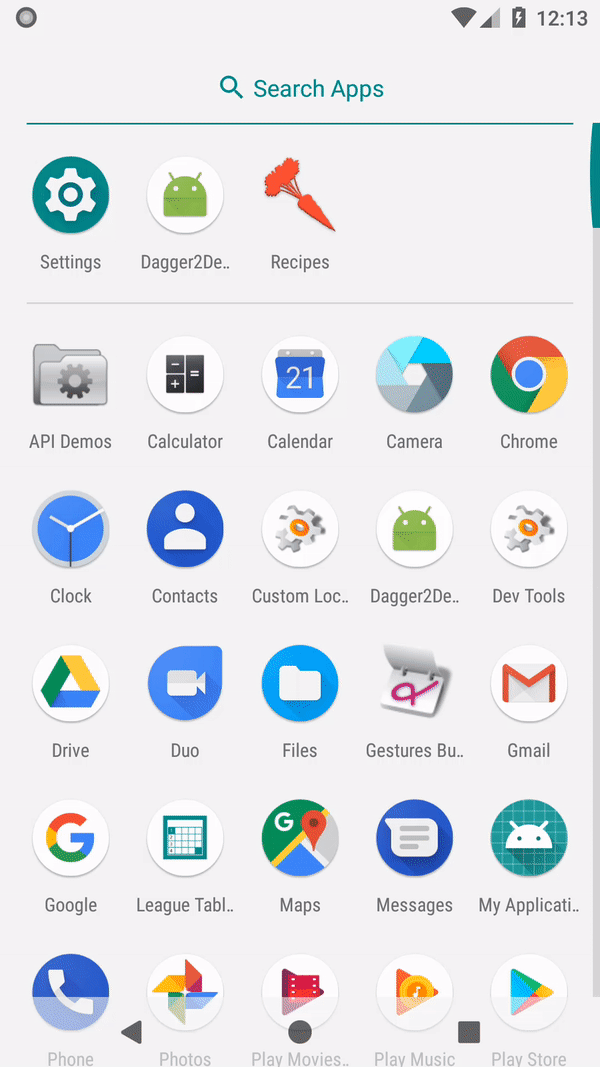 12:13
Search Apps
Settings
Dagger2De..
Recipes
21
API Demos
Calculator
Calendar
Camera
Chrome
Clock
Contacts
Custom Loc..
Dagger2De..
Dev Tools
Drive
Duo
Files
Gestures Bu..
Gmail
G
Google
League Tabl..
Maps
Messages
My Applicati..
Phone
Photos
Play Movies..
Play Music
Play Store